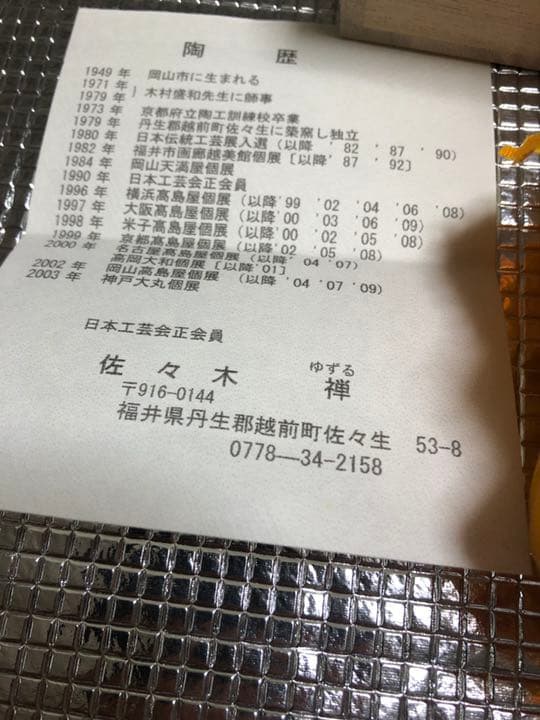 陶 歴
1949 年 岡山市に生まれる
1971 年
1979 年 木村盛和先生に師事
1973 年 京都府立陶工訓練校卒業
1979 年 丹生郡越前町佐々生に築窯し独立
1980 年 日本伝統工芸展入選(以降 '82 '87 '90)
1982 年 福井市画廊越美館個展[以降'87 '92]
1984 年 岡山天満屋個展
1990 年 日本工芸会正会員
1996 年 横浜高島屋個展(以降'99 '02 '04 '06 '08)
1997 年 大阪高島屋個展(以降'00 '03 '06 '09)
1998 年 米子高島屋個展(以降'00 '02 '05 '08)
1999 年 京都高島屋個展(以降'02 '05 '08)
2000 年 名古屋高島屋個展(以降'04 '07)
高岡大和個展[以降'01]
2002 年 岡山高島屋個展 (以降'04 '07 '09)
2003 年 神戸大丸個展
日本工芸会正会員
ゆずる
佐々木 禅
〒916-0144
福井県丹生郡越前町佐々生 53-8
0778―34-2158